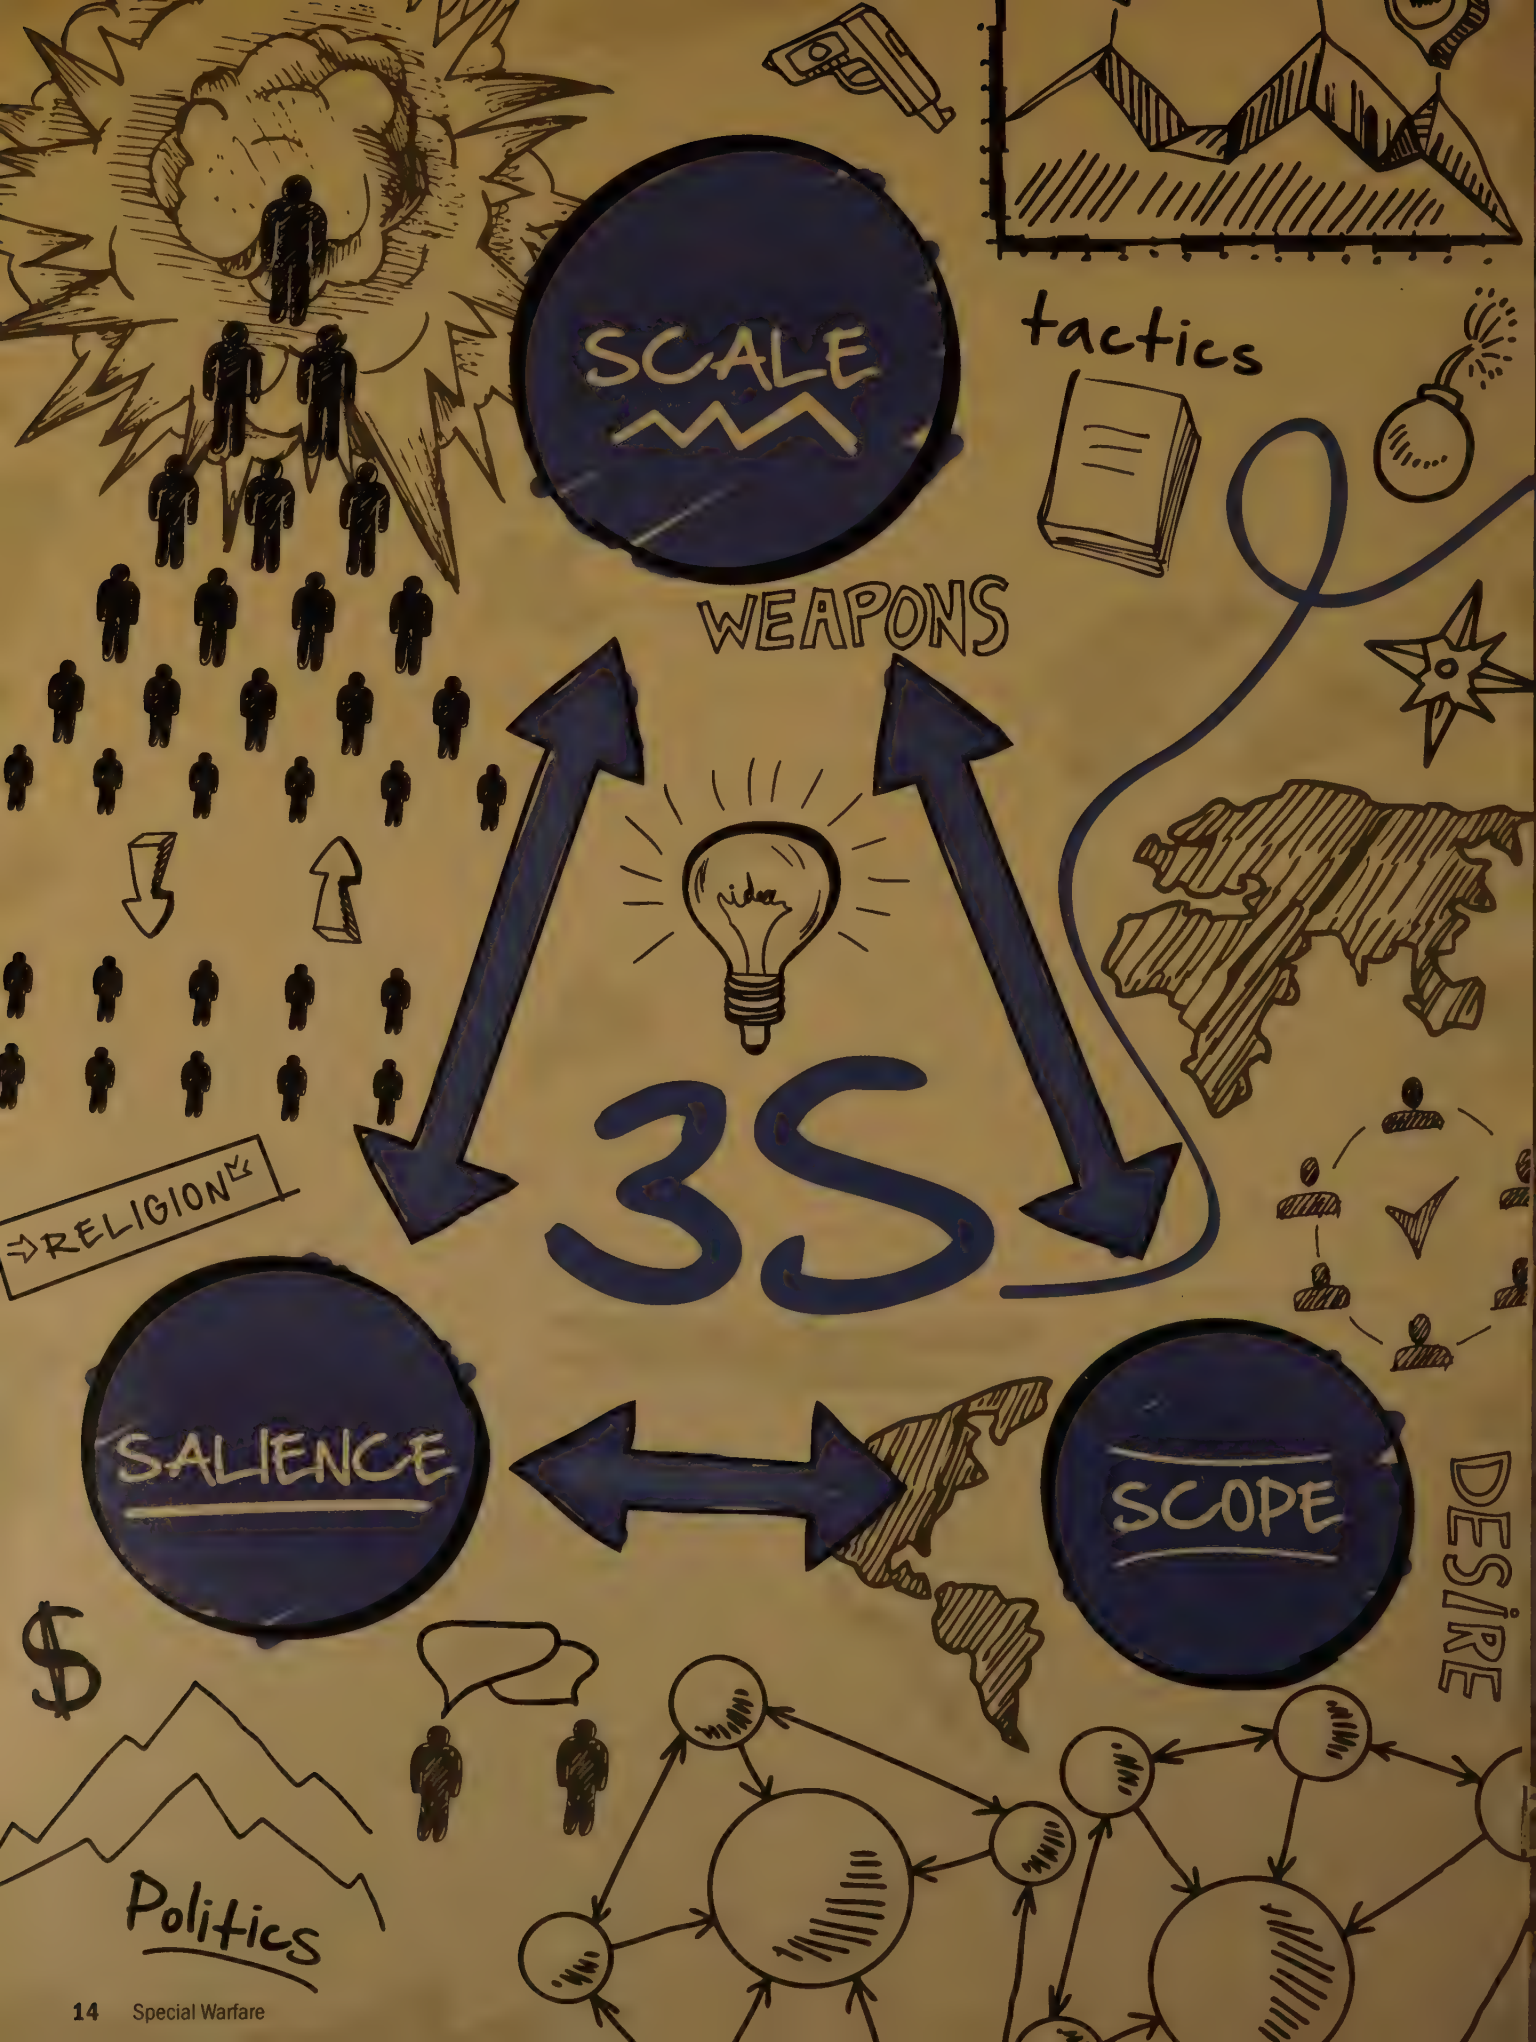 SCALE
tactics
WEAPONS
idea
3S
RELIGION
SALIENCE
SCOPE
DESIRE
$
Politics
14 Special Warfare